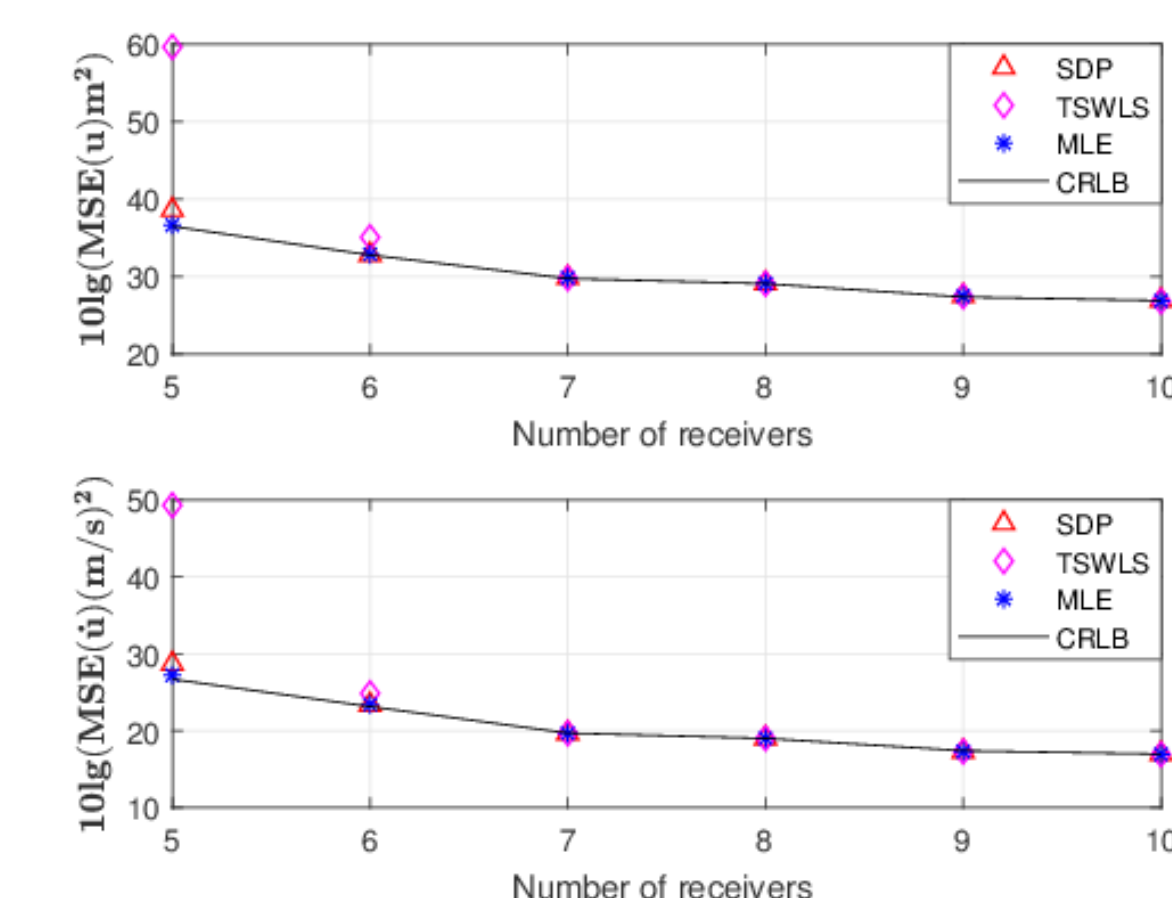 10lg(MSE(u)m²)
60
50
40
30
20
SDP
TSWLS
MLE
CRLB
5 6 7 8 9 10
Number of receivers
10lg(MSE(u̇)(m/s)²)
50
40
30
20
10
SDP
TSWLS
MLE
CRLB
5 6 7 8 9 10
Number of receivers